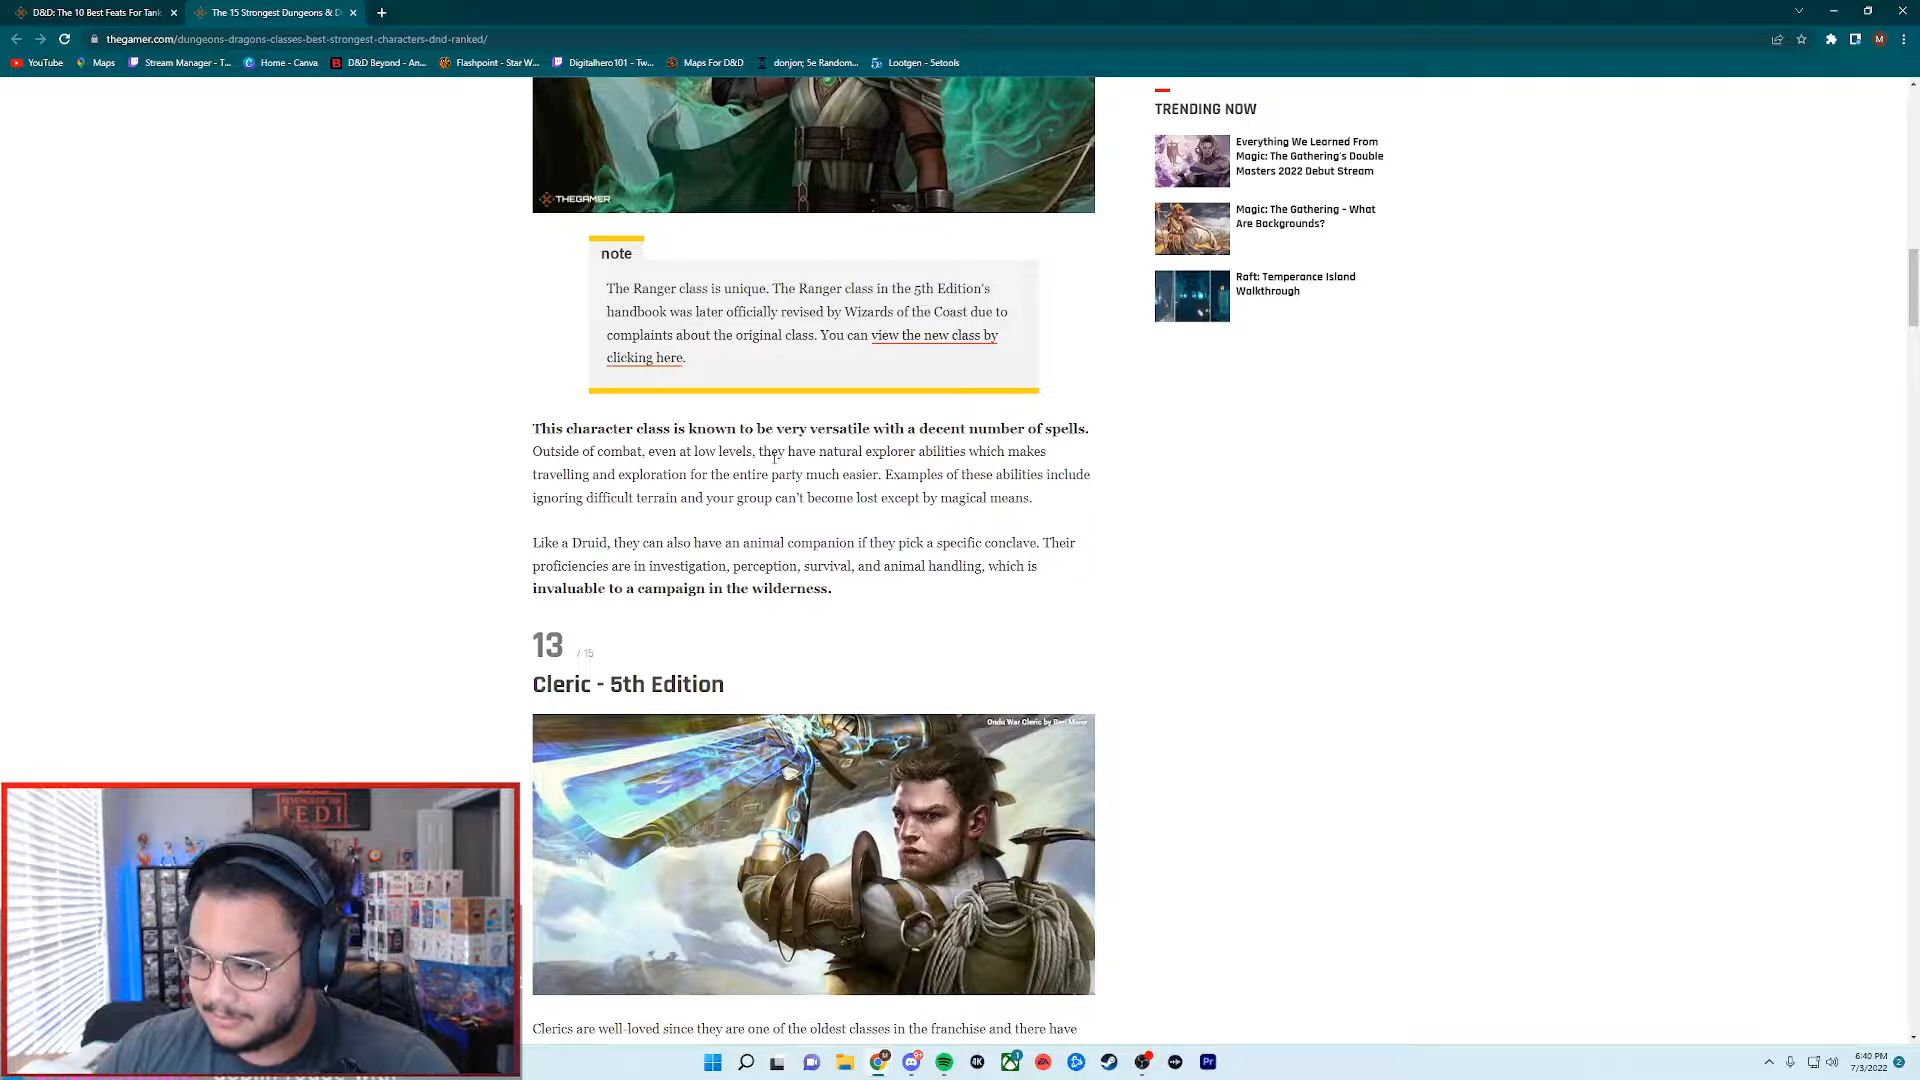 D&D: The 10 Best Feats For Tank
The 15 Strongest Dungeons & D
thegamer.com/dungeons-dragons-classes-best-strongest-characters-dnd-ranked/
M
YouTube
Maps
Stream Manager - T...
Home - Canva
D&D Beyond - An...
Flashpoint - Star W...
Digitalhero101 - Tw...
Maps For D&D
donjon; 5e Random...
Lootgen - 5etools
THEGAMER
TRENDING NOW
Everything We Learned From
Magic: The Gathering's Double
Masters 2022 Debut Stream
Magic: The Gathering – What
Are Backgrounds?
Raft: Temperance Island
Walkthrough
note
The Ranger class is unique. The Ranger class in the 5th Edition's
handbook was later officially revised by Wizards of the Coast due to
complaints about the original class. You can view the new class by
clicking here.
This character class is known to be very versatile with a decent number of spells.
Outside of combat, even at low levels, they have natural explorer abilities which makes
travelling and exploration for the entire party much easier. Examples of these abilities include
ignoring difficult terrain and your group can’t become lost except by magical means.
Like a Druid, they can also have an animal companion if they pick a specific conclave. Their
proficiencies are in investigation, perception, survival, and animal handling, which is
invaluable to a campaign in the wilderness.
13 / 15
Cleric - 5th Edition
Ondu War Cleric by Ben Maier
Clerics are well-loved since they are one of the oldest classes in the franchise and there have
JEDI
4K
EA
Pr
6:40 PM
7/3/2022
2